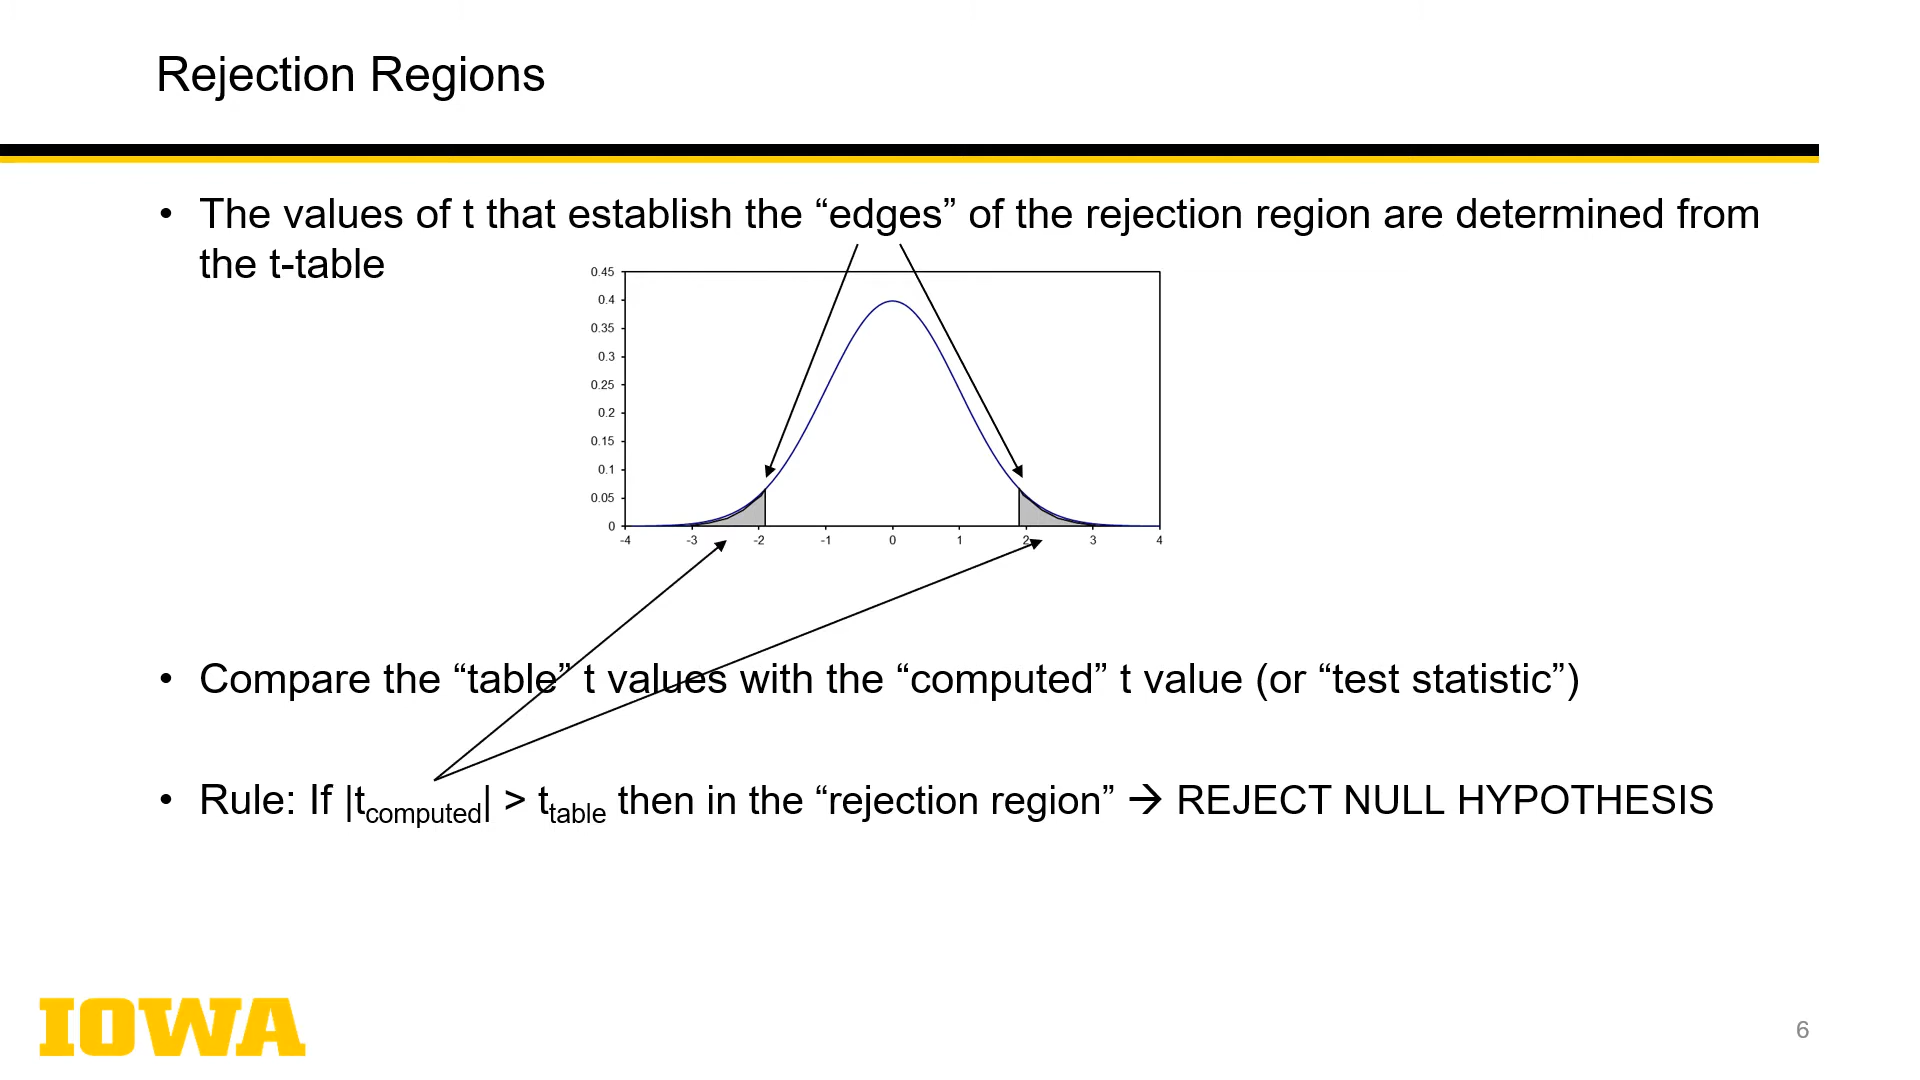 Rejection Regions
• The values of t that establish the “edges” of the rejection region are determined from
the t-table
0.45
0.4
0.35
0.3
0.25
0.2
0.15
0.1
0.05
0
-4 -3 -2 -1 0 1 2 3 4
• Compare the “table” t values with the “computed” t value (or “test statistic”)
• Rule: If |tcomputed| > ttable then in the “rejection region” → REJECT NULL HYPOTHESIS
IOWA
6